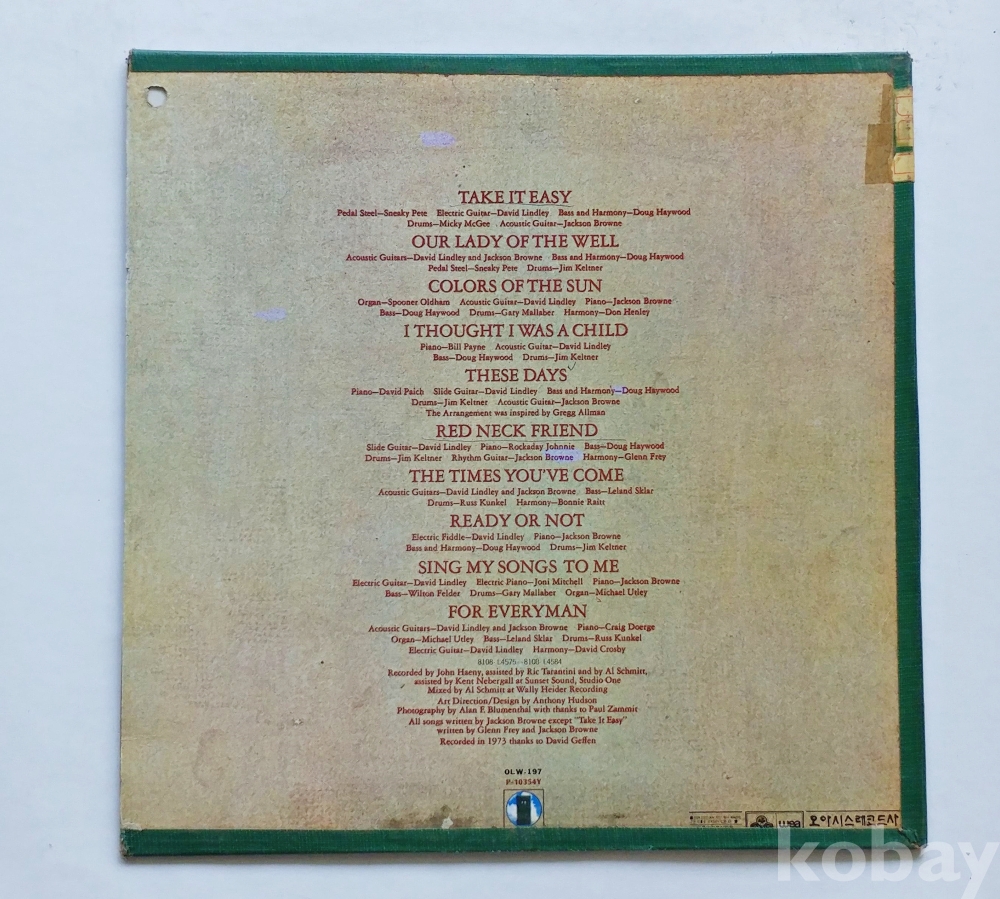 TAKE IT EASY
Pedal Steel—Sneaky Pete Electric Guitar—David Lindley Bass and Harmony—Doug Haywood
Drums—Micky McGee Acoustic Guitar—Jackson Browne
OUR LADY OF THE WELL
Acoustic Guitars—David Lindley and Jackson Browne Bass and Harmony—Doug Haywood
Pedal Steel—Sneaky Pete Drums—Jim Keltner
COLORS OF THE SUN
Organ—Spooner Oldham Acoustic Guitar—David Lindley Piano—Jackson Browne
Bass—Doug Haywood Drums—Gary Mallaber Harmony—Don Henley
I THOUGHT I WAS A CHILD
Piano—Bill Payne Acoustic Guitar—David Lindley
Bass—Doug Haywood Drums—Jim Keltner
THESE DAYS
Piano—David Paich Slide Guitar—David Lindley Bass and Harmony—Doug Haywood
Drums—Jim Keltner Acoustic Guitar—Jackson Browne
The Arrangement was inspired by Gregg Allman
RED NECK FRIEND
Slide Guitar—David Lindley Piano—Rockaday Johnnie Bass—Doug Haywood
Drums—Jim Keltner Rhythm Guitar—Jackson Browne Harmony—Glenn Frey
THE TIMES YOU'VE COME
Acoustic Guitars—David Lindley and Jackson Browne Bass—Leland Sklar
Drums—Russ Kunkel Harmony—Bonnie Raitt
READY OR NOT
Electric Fiddle—David Lindley Piano—Jackson Browne
Bass and Harmony—Doug Haywood Drums—Jim Keltner
SING MY SONGS TO ME
Electric Guitar—David Lindley Electric Piano—Joni Mitchell Piano—Jackson Browne
Bass—Wilton Felder Drums—Gary Mallaber Organ—Michael Utley
FOR EVERYMAN
Acoustic Guitars—David Lindley and Jackson Browne Piano—Craig Doerge
Organ—Michael Utley Bass—Leland Sklar Drums—Russ Kunkel
Electric Guitar—David Lindley Harmony—David Crosby
Recorded by John Haeny, assisted by Ric Tarantini and by Al Schmitt,
assisted by Kent Nebergall at Sunset Sound, Studio One
Mixed by Al Schmitt at Wally Heider Recording
Art Direction/Design by Anthony Hudson
Photography by Alan F. Blumenthal with thanks to Paul Zammit
All songs written by Jackson Browne except "Take It Easy"
written by Glenn Frey and Jackson Browne
Recorded in 1973 thanks to David Geffen
OLW-197
P-10354Y
wea 오아시스레코드사
kobay